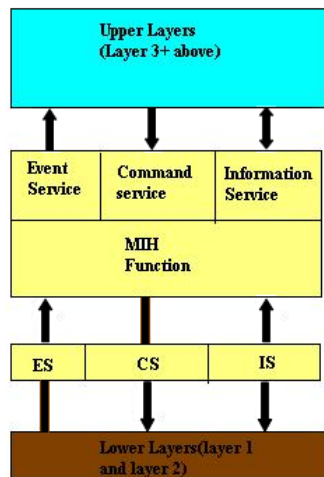 Upper Layers
(Layer 3+ above)
Event
Service
Command
service
Information
Service
MIH
Function
ES
CS
IS
Lower Layers(layer 1
and layer 2)